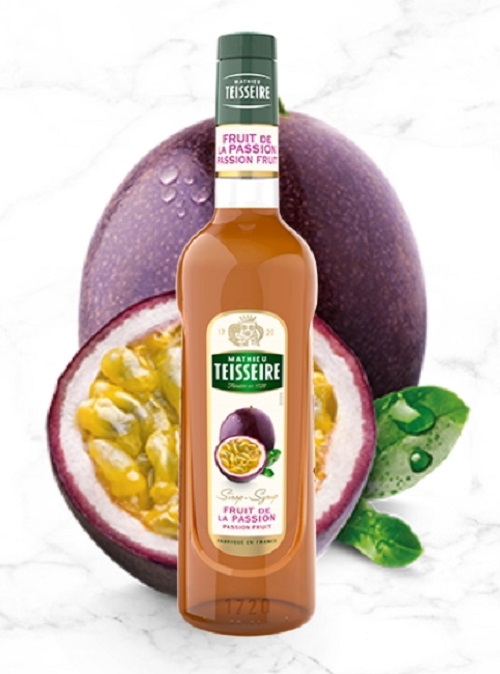 MATHIEU
TEISSEIRE
FRUIT DE
LA PASSION
PASSION FRUIT
17 20
MATHIEU
TEISSEIRE
Sirop - Syrup
FRUIT DE
LA PASSION
PASSION FRUIT
FABRIQUÉ EN FRANCE
1720